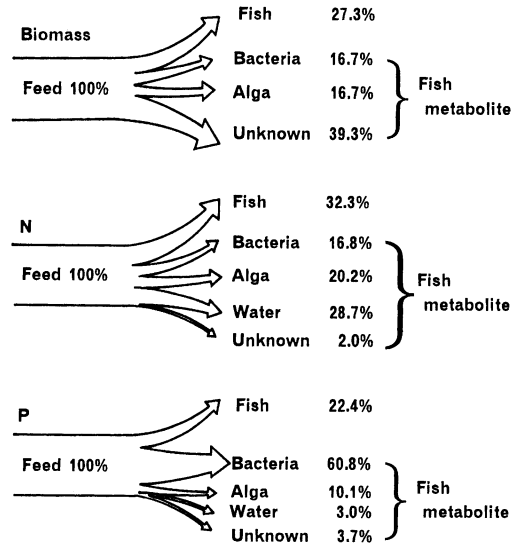 Biomass
Feed 100%
Fish 27.3%
Bacteria 16.7%
Alga 16.7%
Unknown 39.3%
Fish
metabolite
N
Feed 100%
Fish 32.3%
Bacteria 16.8%
Alga 20.2%
Water 28.7%
Unknown 2.0%
Fish
metabolite
P
Feed 100%
Fish 22.4%
Bacteria 60.8%
Alga 10.1%
Water 3.0%
Unknown 3.7%
Fish
metabolite